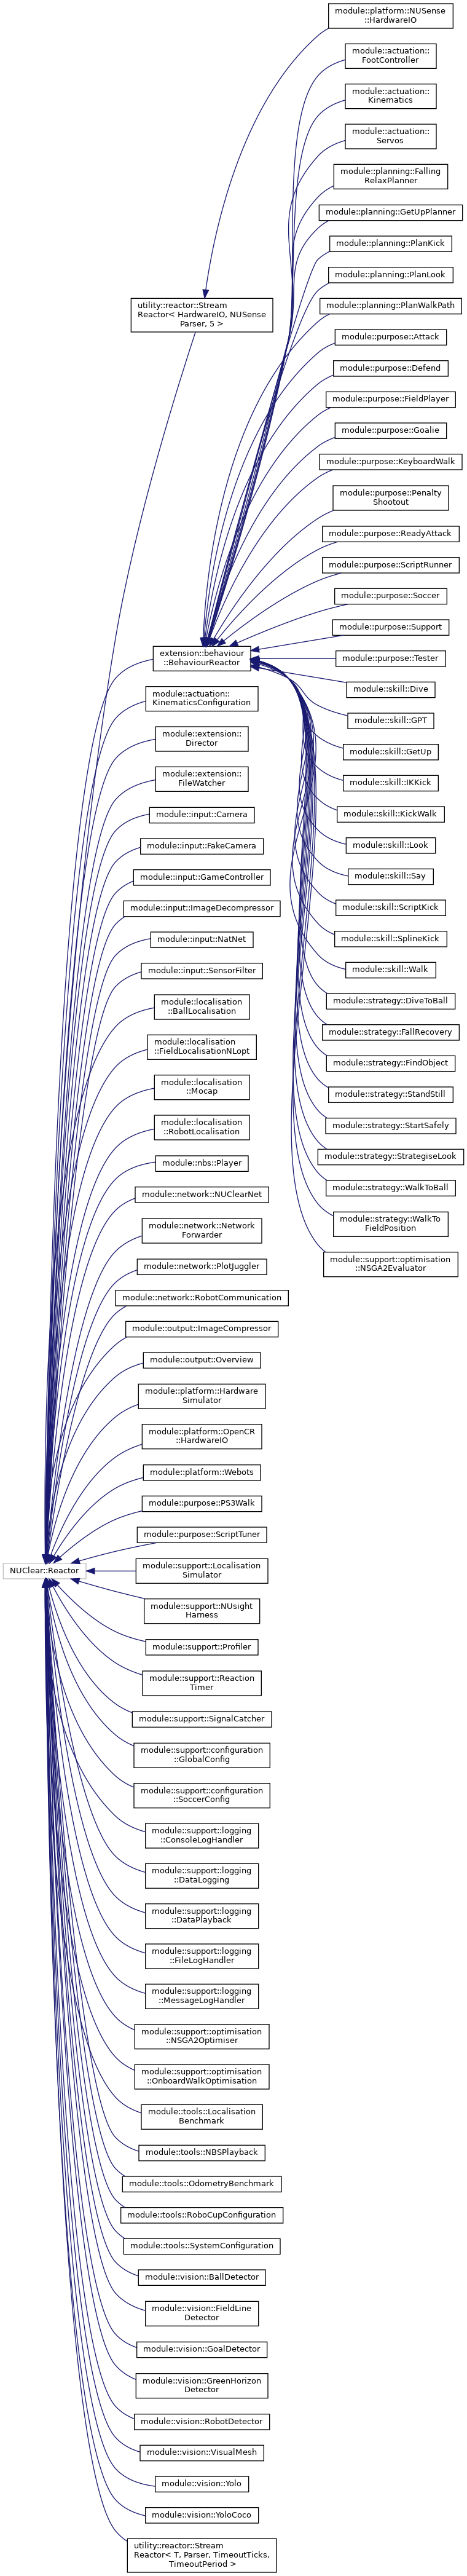 module::platform::NUSense
::HardwareIO
module::actuation::
FootController
module::actuation::
Kinematics
module::actuation::
Servos
module::planning::Falling
RelaxPlanner
module::planning::GetUpPlanner
module::planning::PlanKick
module::planning::PlanLook
utility::reactor::Stream
Reactor< HardwareIO, NUSense
Parser, 5 >
module::planning::PlanWalkPath
module::purpose::Attack
module::purpose::Defend
module::purpose::FieldPlayer
module::purpose::Goalie
module::purpose::KeyboardWalk
module::purpose::Penalty
Shootout
module::purpose::ReadyAttack
module::purpose::ScriptRunner
module::purpose::Soccer
module::purpose::Support
extension::behaviour
::BehaviourReactor
module::purpose::Tester
module::skill::Dive
module::actuation::
KinematicsConfiguration
module::skill::GPT
module::extension::
Director
module::skill::GetUp
module::extension::
FileWatcher
module::skill::IKKick
module::input::Camera
module::skill::KickWalk
module::input::FakeCamera
module::skill::Look
module::input::GameController
module::skill::Say
module::input::ImageDecompressor
module::skill::ScriptKick
module::input::NatNet
module::skill::SplineKick
module::input::SensorFilter
module::skill::Walk
module::localisation
::BallLocalisation
module::strategy::DiveToBall
module::strategy::FallRecovery
module::localisation
::FieldLocalisationNLopt
module::strategy::FindObject
module::localisation
::Mocap
module::strategy::StandStill
module::localisation
::RobotLocalisation
module::strategy::StartSafely
module::nbs::Player
module::strategy::StrategiseLook
module::network::NUClearNet
module::strategy::WalkToBall
module::network::Network
Forwarder
module::strategy::WalkTo
FieldPosition
module::network::PlotJuggler
module::support::optimisation
::NSGA2Evaluator
module::network::RobotCommunication
module::output::ImageCompressor
module::output::Overview
module::platform::Hardware
Simulator
module::platform::OpenCR
::HardwareIO
module::platform::Webots
module::purpose::PS3Walk
module::purpose::ScriptTuner
NUClear::Reactor
module::support::Localisation
Simulator
module::support::NUsight
Harness
module::support::Profiler
module::support::Reaction
Timer
module::support::SignalCatcher
module::support::configuration
::GlobalConfig
module::support::configuration
::SoccerConfig
module::support::logging
::ConsoleLogHandler
module::support::logging
::DataLogging
module::support::logging
::DataPlayback
module::support::logging
::FileLogHandler
module::support::logging
::MessageLogHandler
module::support::optimisation
::NSGA2Optimiser
module::support::optimisation
::OnboardWalkOptimisation
module::tools::Localisation
Benchmark
module::tools::NBSPlayback
module::tools::OdometryBenchmark
module::tools::RoboCupConfiguration
module::tools::SystemConfiguration
module::vision::BallDetector
module::vision::FieldLine
Detector
module::vision::GoalDetector
module::vision::GreenHorizon
Detector
module::vision::RobotDetector
module::vision::VisualMesh
module::vision::Yolo
module::vision::YoloCoco
utility::reactor::Stream
Reactor< T, Parser, TimeoutTicks,
TimeoutPeriod >